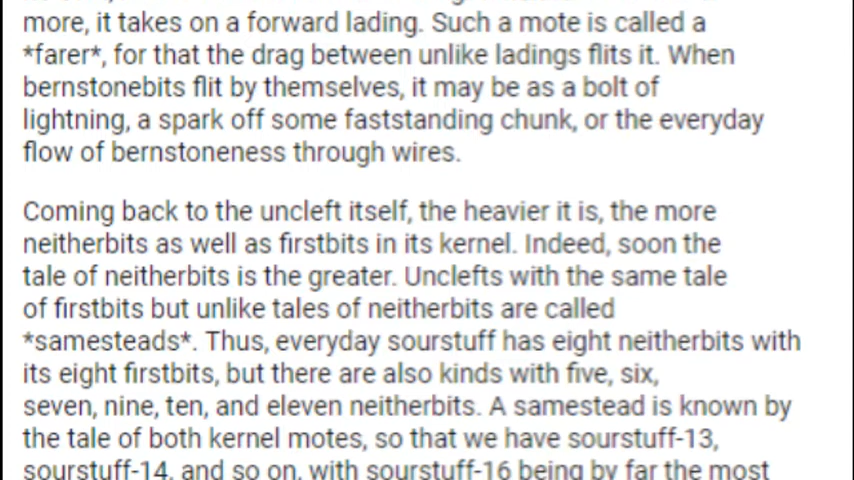 more, it takes on a forward lading. Such a mote is called a
*farer*, for that the drag between unlike ladings flits it. When
bernstonebits flit by themselves, it may be as a bolt of
lightning, a spark off some faststanding chunk, or the everyday
flow of bernstoneness through wires.
Coming back to the uncleft itself, the heavier it is, the more
neitherbits as well as firstbits in its kernel. Indeed, soon the
tale of neitherbits is the greater. Unclefts with the same tale
of firstbits but unlike tales of neitherbits are called
*samesteads*. Thus, everyday sourstuff has eight neitherbits with
its eight firstbits, but there are also kinds with five, six,
seven, nine, ten, and eleven neitherbits. A samestead is known by
the tale of both kernel motes, so that we have sourstuff-13,
sourstuff-14, and so on, with sourstuff-16 being by far the most